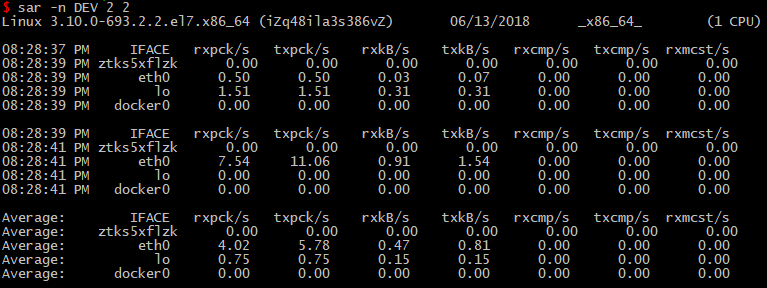 $ sar -n DEV 2 2
Linux 3.10.0-693.2.2.el7.x86_64 (iZq48i1a3s386vZ) 06/13/2018 _x86_64_ (1 CPU)
08:28:37 PM IFACE rxpck/s txpck/s rxkB/s txkB/s rxcmp/s txcmp/s rxmcst/s
08:28:39 PM ztks5xflzk 0.00 0.00 0.00 0.00 0.00 0.00 0.00
08:28:39 PM eth0 0.50 0.50 0.03 0.07 0.00 0.00 0.00
08:28:39 PM lo 1.51 1.51 0.31 0.31 0.00 0.00 0.00
08:28:39 PM docker0 0.00 0.00 0.00 0.00 0.00 0.00 0.00
08:28:39 PM IFACE rxpck/s txpck/s rxkB/s txkB/s rxcmp/s txcmp/s rxmcst/s
08:28:41 PM ztks5xflzk 0.00 0.00 0.00 0.00 0.00 0.00 0.00
08:28:41 PM eth0 7.54 11.06 0.91 1.54 0.00 0.00 0.00
08:28:41 PM lo 0.00 0.00 0.00 0.00 0.00 0.00 0.00
08:28:41 PM docker0 0.00 0.00 0.00 0.00 0.00 0.00 0.00
Average: IFACE rxpck/s txpck/s rxkB/s txkB/s rxcmp/s txcmp/s rxmcst/s
Average: ztks5xflzk 0.00 0.00 0.00 0.00 0.00 0.00 0.00
Average: eth0 4.02 5.78 0.47 0.81 0.00 0.00 0.00
Average: lo 0.75 0.75 0.15 0.15 0.00 0.00 0.00
Average: docker0 0.00 0.00 0.00 0.00 0.00 0.00 0.00